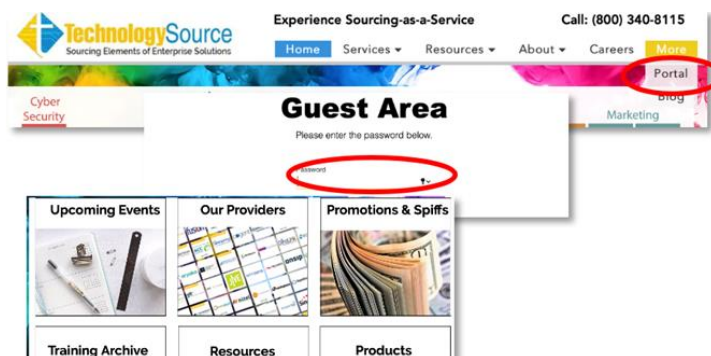 Experience Sourcing-as-a-Service
Call: (800) 340-8115
TechnologySource
Sourcing Elements of Enterprise Solutions
Home Services Resources About Careers More
Portal
Blog
Cyber
Security
Marketing
Guest Area
Please enter the password below.
Password
Upcoming Events Our Providers Promotions & Spiffs
onsip
Training Archive Resources Products